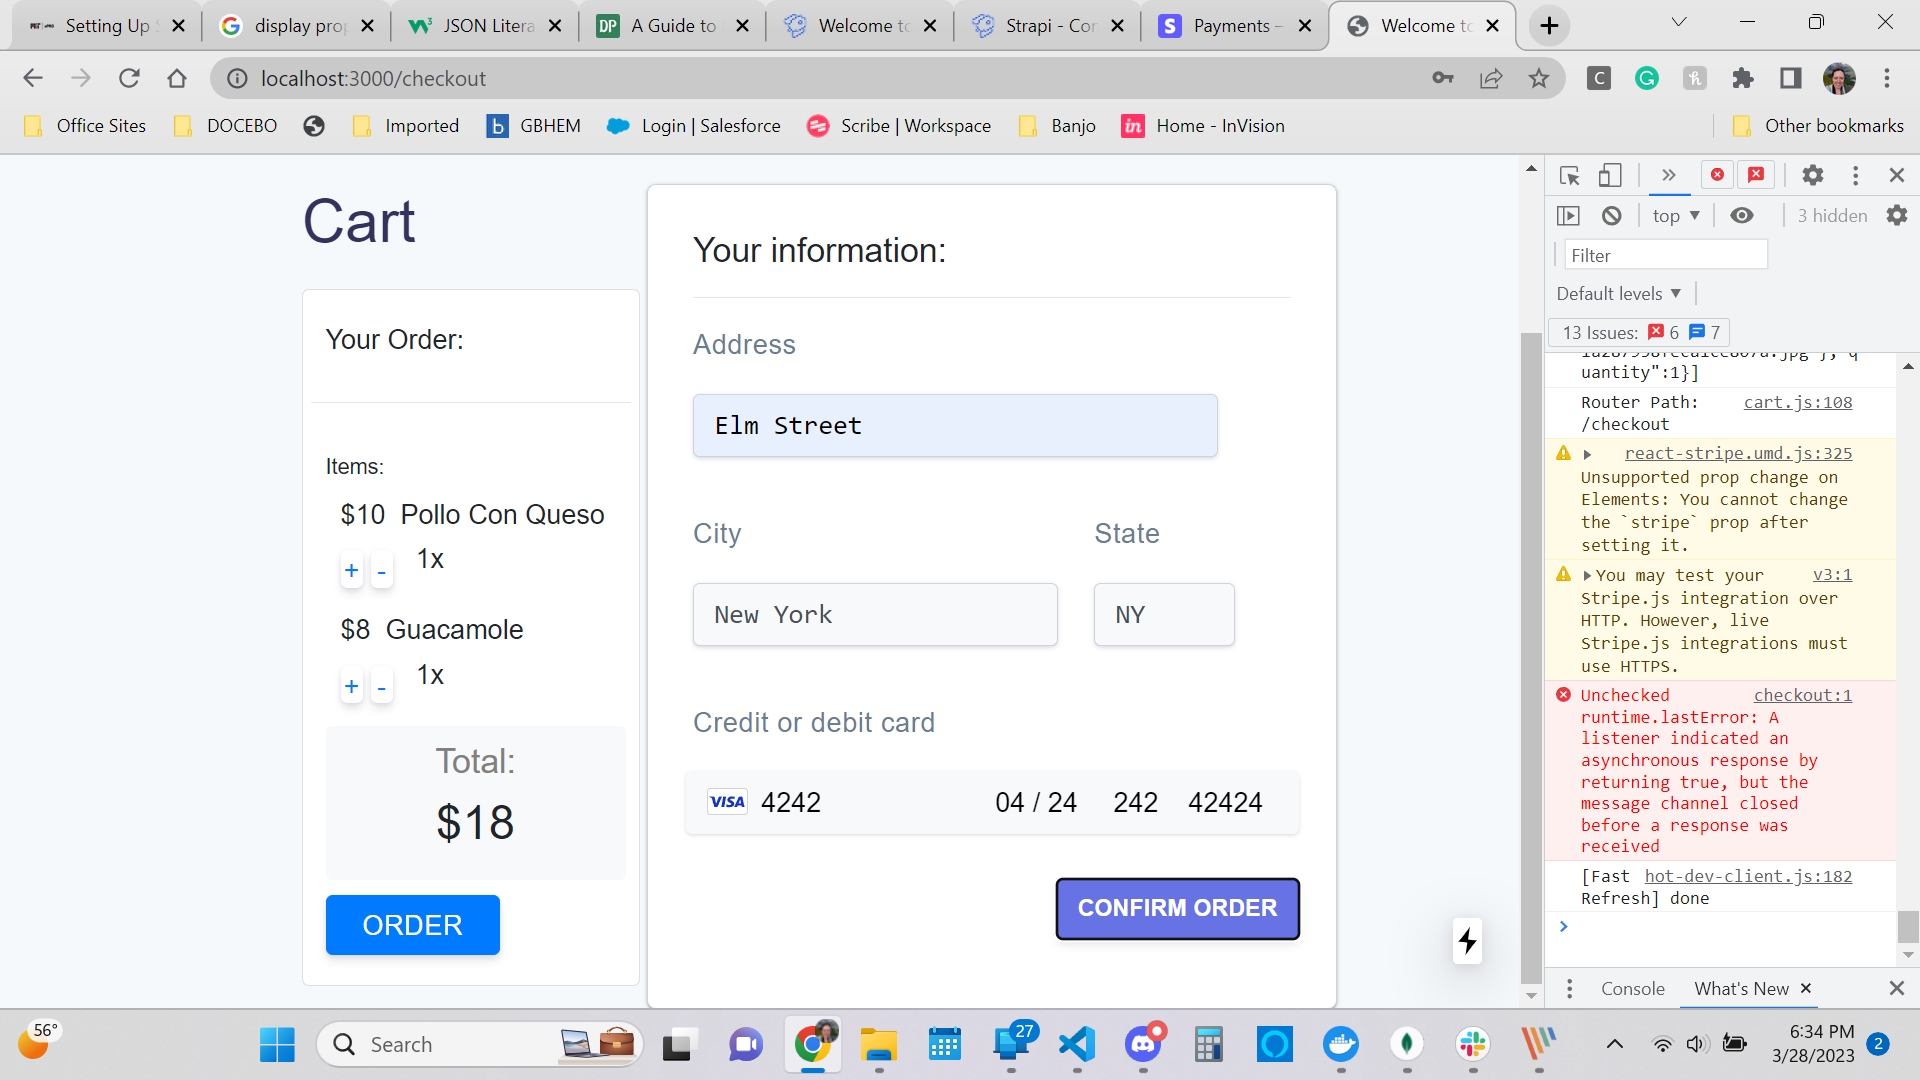 Setting Up
display pro
JSON Litera
A Guide to
Welcome to
Strapi - Con
Payments -
Welcome to
localhost:3000/checkout
Office Sites
DOCEBO
Imported
GBHEM
Login | Salesforce
Scribe | Workspace
Banjo
Home - InVision
Other bookmarks
Cart
Your Order:
Items:
$10 Pollo Con Queso
+ - 1x
$8 Guacamole
+ - 1x
Total:
$18
ORDER
Your information:
Address
Elm Street
City
State
New York
NY
Credit or debit card
VISA 4242 04 / 24 242 42424
CONFIRM ORDER
top
3 hidden
Filter
Default levels
13 Issues: 6 7
uantity":1}]
Router Path: cart.js:108
/checkout
react-stripe.umd.js:325
Unsupported prop change on
Elements: You cannot change
the `stripe` prop after
setting it.
You may test your v3:1
Stripe.js integration over
HTTP. However, live
Stripe.js integrations must
use HTTPS.
Unchecked checkout:1
runtime.lastError: A
listener indicated an
asynchronous response by
returning true, but the
message channel closed
before a response was
received
[Fast hot-dev-client.js:182
Refresh] done
Console
What's New
56°
Search
27
6:34 PM
3/28/2023
2